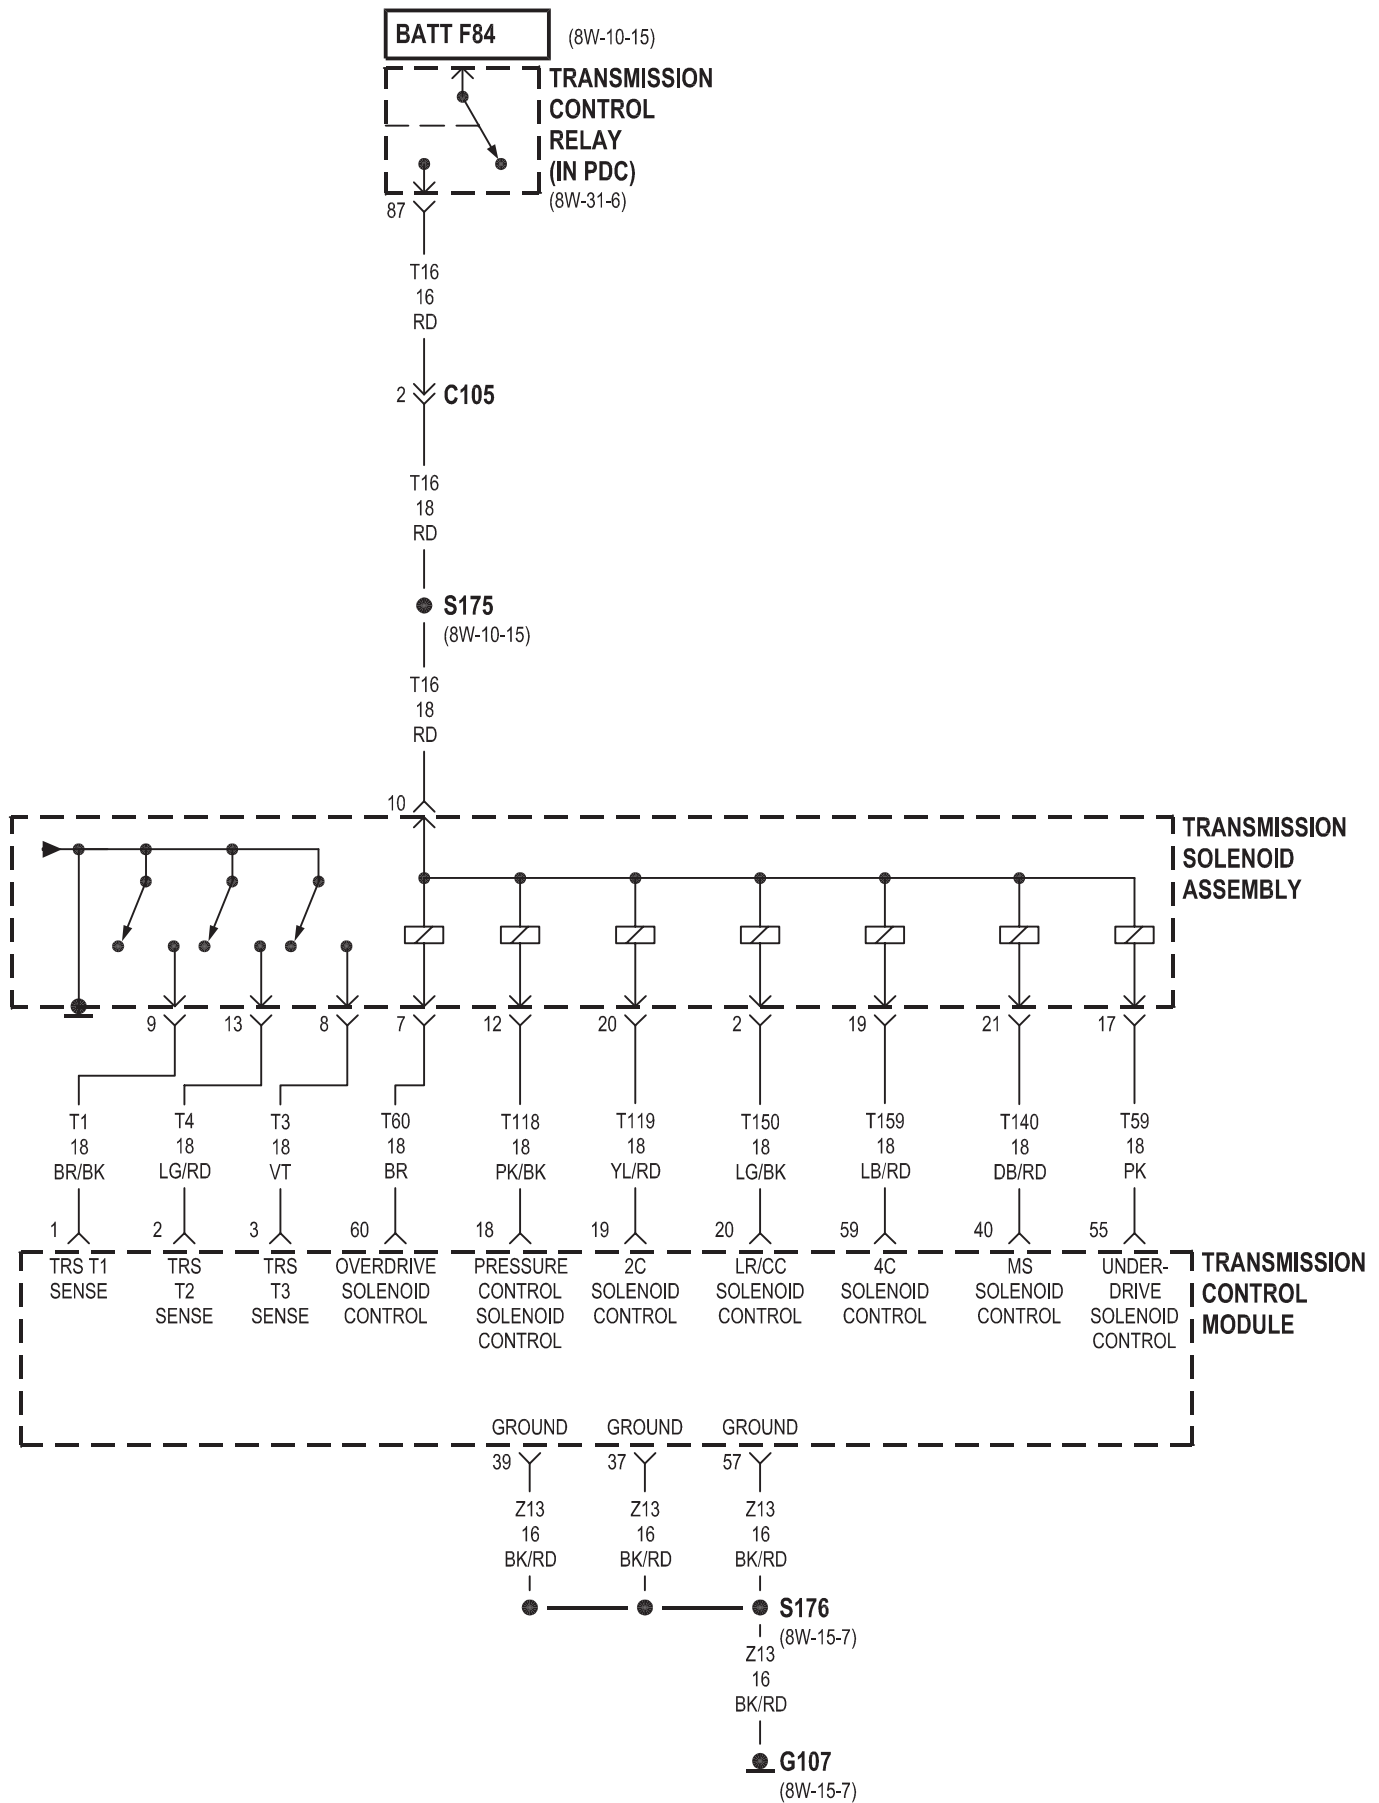 BATT F84
(8W-10-15)
TRANSMISSION
CONTROL
RELAY
(IN PDC)
(8W-31-6)
87
T16
16
RD
2 C105
T16
18
RD
S175
(8W-10-15)
T16
18
RD
10
TRANSMISSION
SOLENOID
ASSEMBLY
9 13 8 7 12 20 2 19 21 17
T1 T4 T3 T60 T118 T119 T150 T159 T140 T59
18 18 18 18 18 18 18 18 18 18
BR/BK LG/RD VT BR PK/BK YL/RD LG/BK LB/RD DB/RD PK
1 2 3 60 18 19 20 59 40 55
TRS T1 TRS TRS OVERDRIVE PRESSURE 2C LR/CC 4C MS UNDER-
SENSE T2 T3 SOLENOID CONTROL SOLENOID SOLENOID SOLENOID SOLENOID DRIVE
SENSE SENSE CONTROL SOLENOID CONTROL CONTROL CONTROL CONTROL SOLENOID
CONTROL CONTROL
TRANSMISSION
CONTROL
MODULE
GROUND GROUND GROUND
39 37 57
Z13 Z13 Z13
16 16 16
BK/RD BK/RD BK/RD
S176
(8W-15-7)
Z13
16
BK/RD
G107
(8W-15-7)